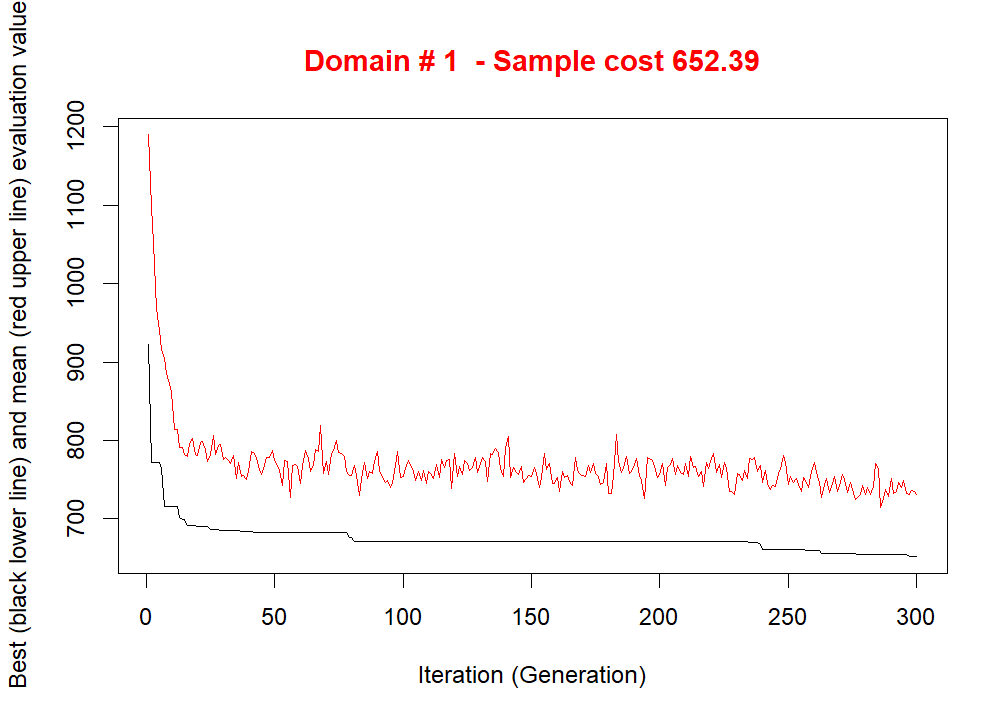 Domain # 1  - Sample cost 652.39
Best (black lower line) and mean (red upper line) evaluation value
1200
1100
1000
900
800
700
0 50 100 150 200 250 300
Iteration (Generation)